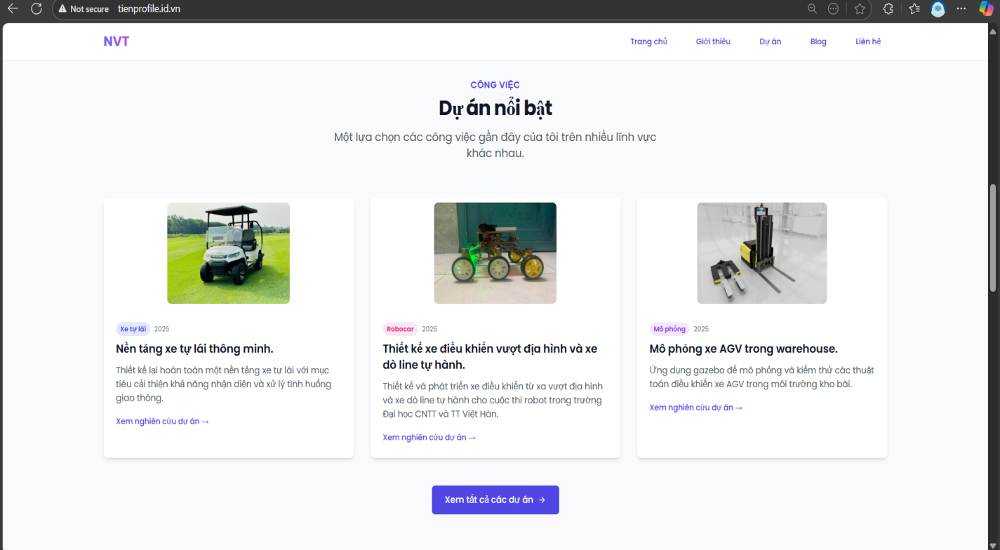 Not secure
tienprofile.id.vn
NVT
Trang chủ
Giới thiệu
Dự án
Blog
Liên hệ
CÔNG VIỆC
Dự án nổi bật
Một lựa chọn các công việc gần đây của tôi trên nhiều lĩnh vực
khác nhau.
Xe tự lái 2025
Nền tảng xe tự lái thông minh.
Thiết kế lại hoàn toàn một nền tảng xe tự lái với mục
tiêu cải thiện khả năng nhận diện và xử lý tình huống
giao thông.
Xem nghiên cứu dự án →
Robocar 2025
Thiết kế xe điều khiển vượt địa hình và xe
dò line tự hành.
Thiết kế và phát triển xe điều khiển từ xa vượt địa hình
và xe dò line tự hành cho cuộc thi robot trong trường
Đại học CNTT và TT Việt Hàn.
Xem nghiên cứu dự án →
Mô phỏng 2025
Mô phỏng xe AGV trong warehouse.
Ứng dụng gazebo để mô phỏng và kiểm thử các thuật
toán điều khiển xe AGV trong môi trường kho bãi.
Xem nghiên cứu dự án →
Xem tất cả các dự án →